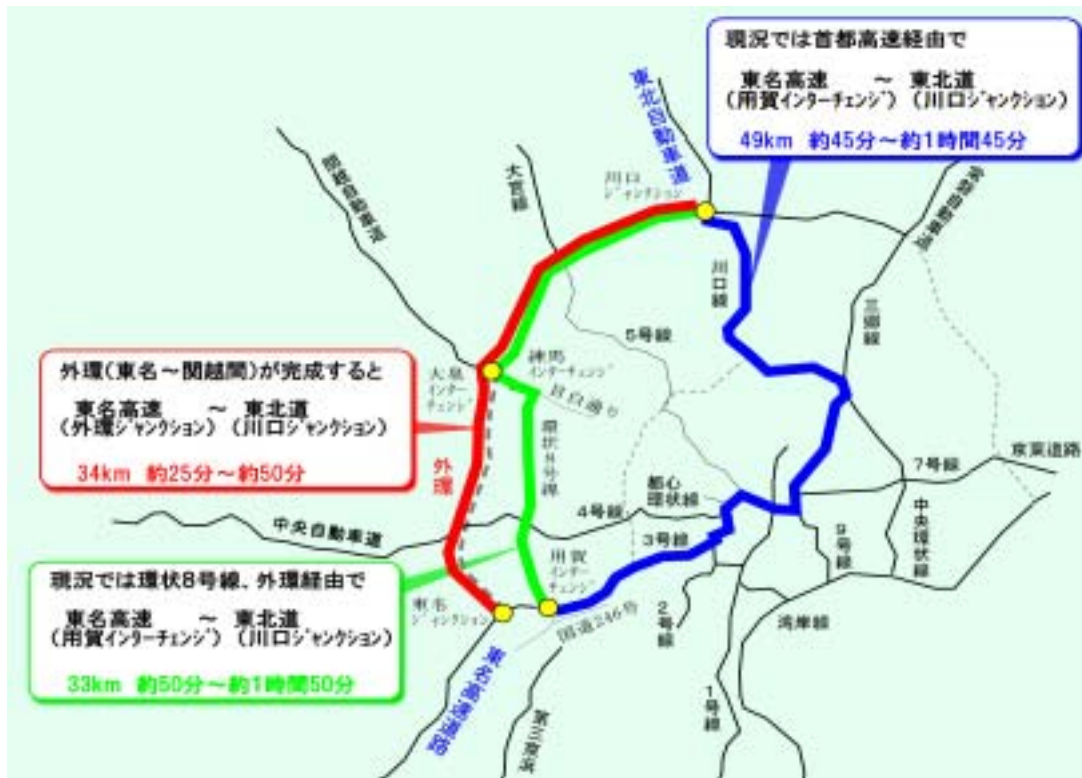 現況では首都高速経由で
東名高速 ~ 東北道
(用賀インターチェンジ) (川口ジャンクション)
49km 約45分~約1時間45分
東北自動車道
川口
ジャンクション
大宮線
関越自動車道
常磐自動車道
川口線
三郷線
5号線
外環(東名~関越間)が完成すると
東名高速 ~ 東北道
(外環ジャンクション) (川口ジャンクション)
34km 約25分~約50分
大泉
インター
チェンジ
練馬
インターチェンジ
目白通り
環状8号線
外環
都心
環状線
7号線
京葉道路
中央自動車道
4号線
3号線
9号線
中央環状線
現況では環状8号線、外環経由で
東名高速 ~ 東北道
(用賀インターチェンジ) (川口ジャンクション)
33km 約50分~約1時間50分
用賀
インター
チェンジ
東名
ジャンクション
国道246号
2号線
湾岸線
1号線
東名高速道路
第三京浜